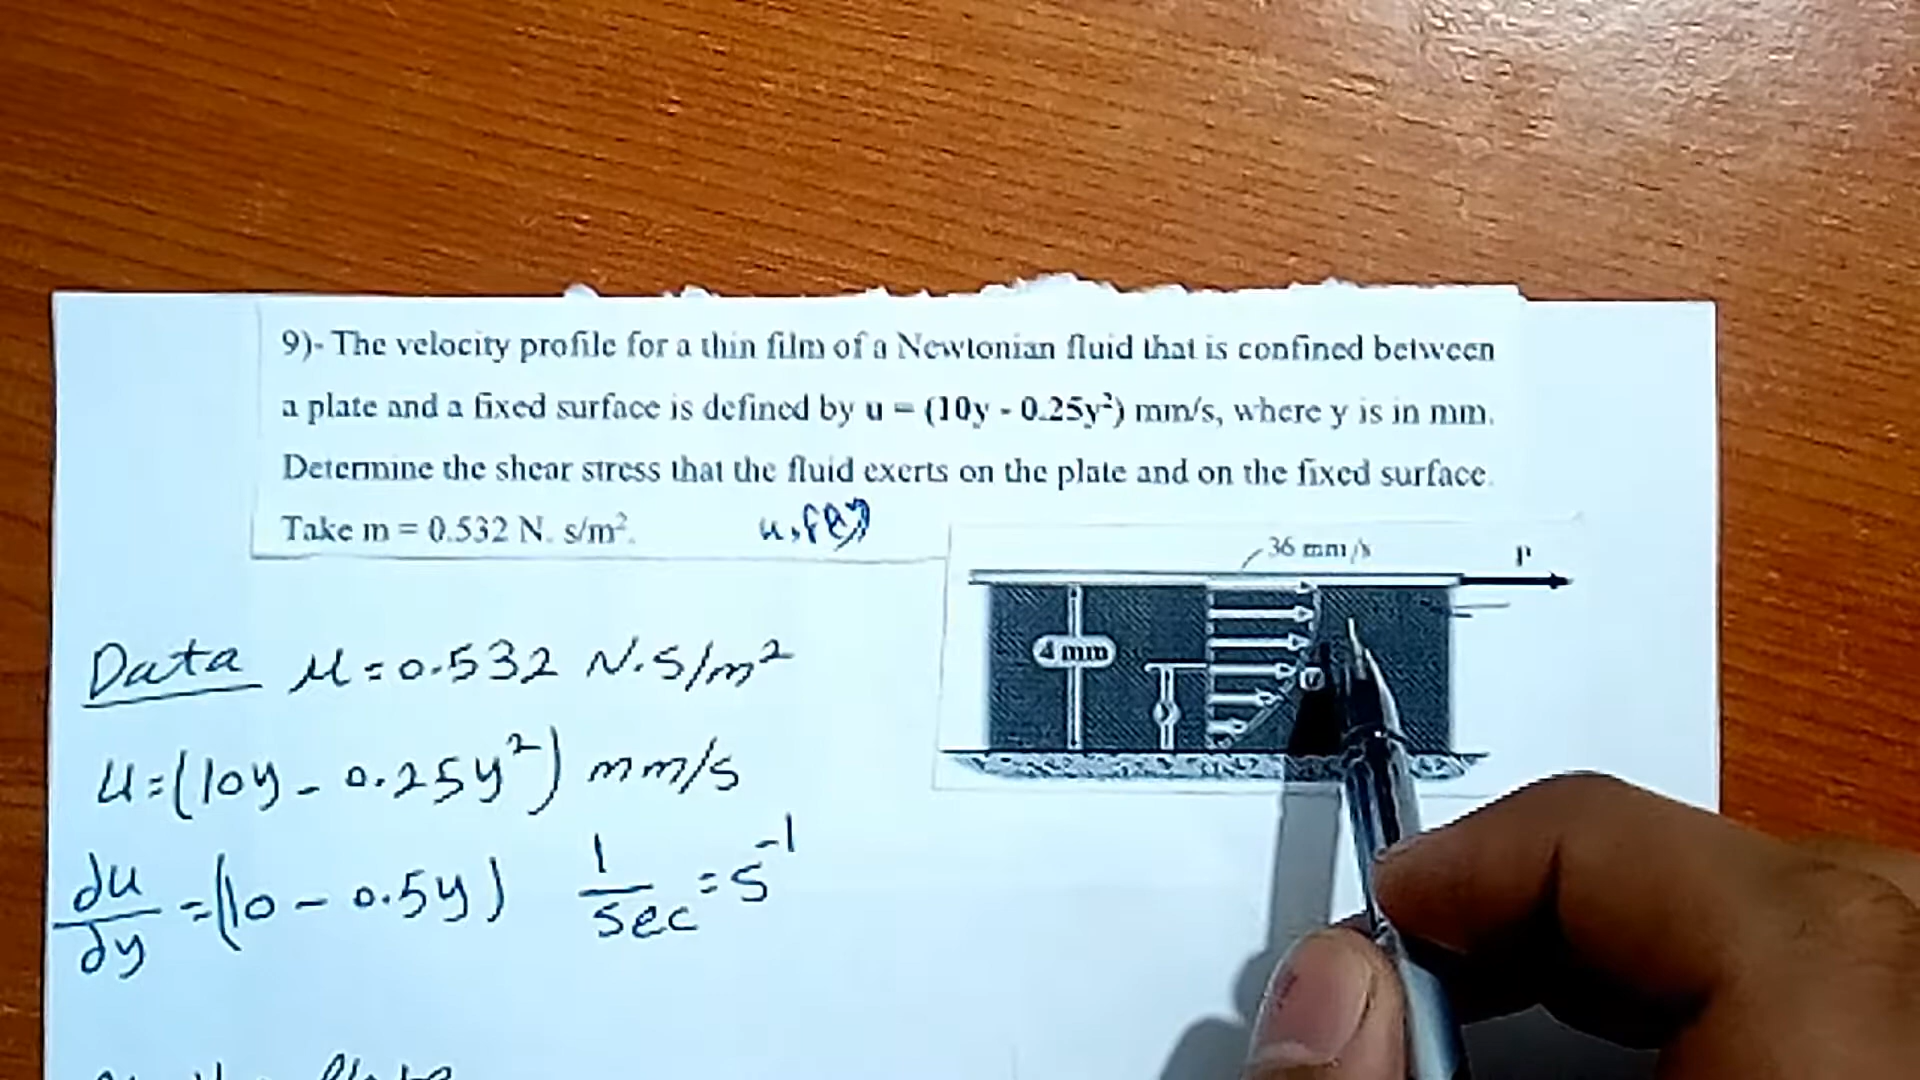 9)- The velocity profile for a thin film of a Newtonian fluid that is confined between
a plate and a fixed surface is defined by u = (10y - 0.25y²) mm/s, where y is in mm.
Determine the shear stress that the fluid exerts on the plate and on the fixed surface.
Take m = 0.532 N. s/m².
36 mm/s
P
4 mm
y
Data μ = 0.532 N.S/m²
u = (10y - 0.25y²) mm/s
du/dy = (10 - 0.5y) 1/sec = s⁻¹